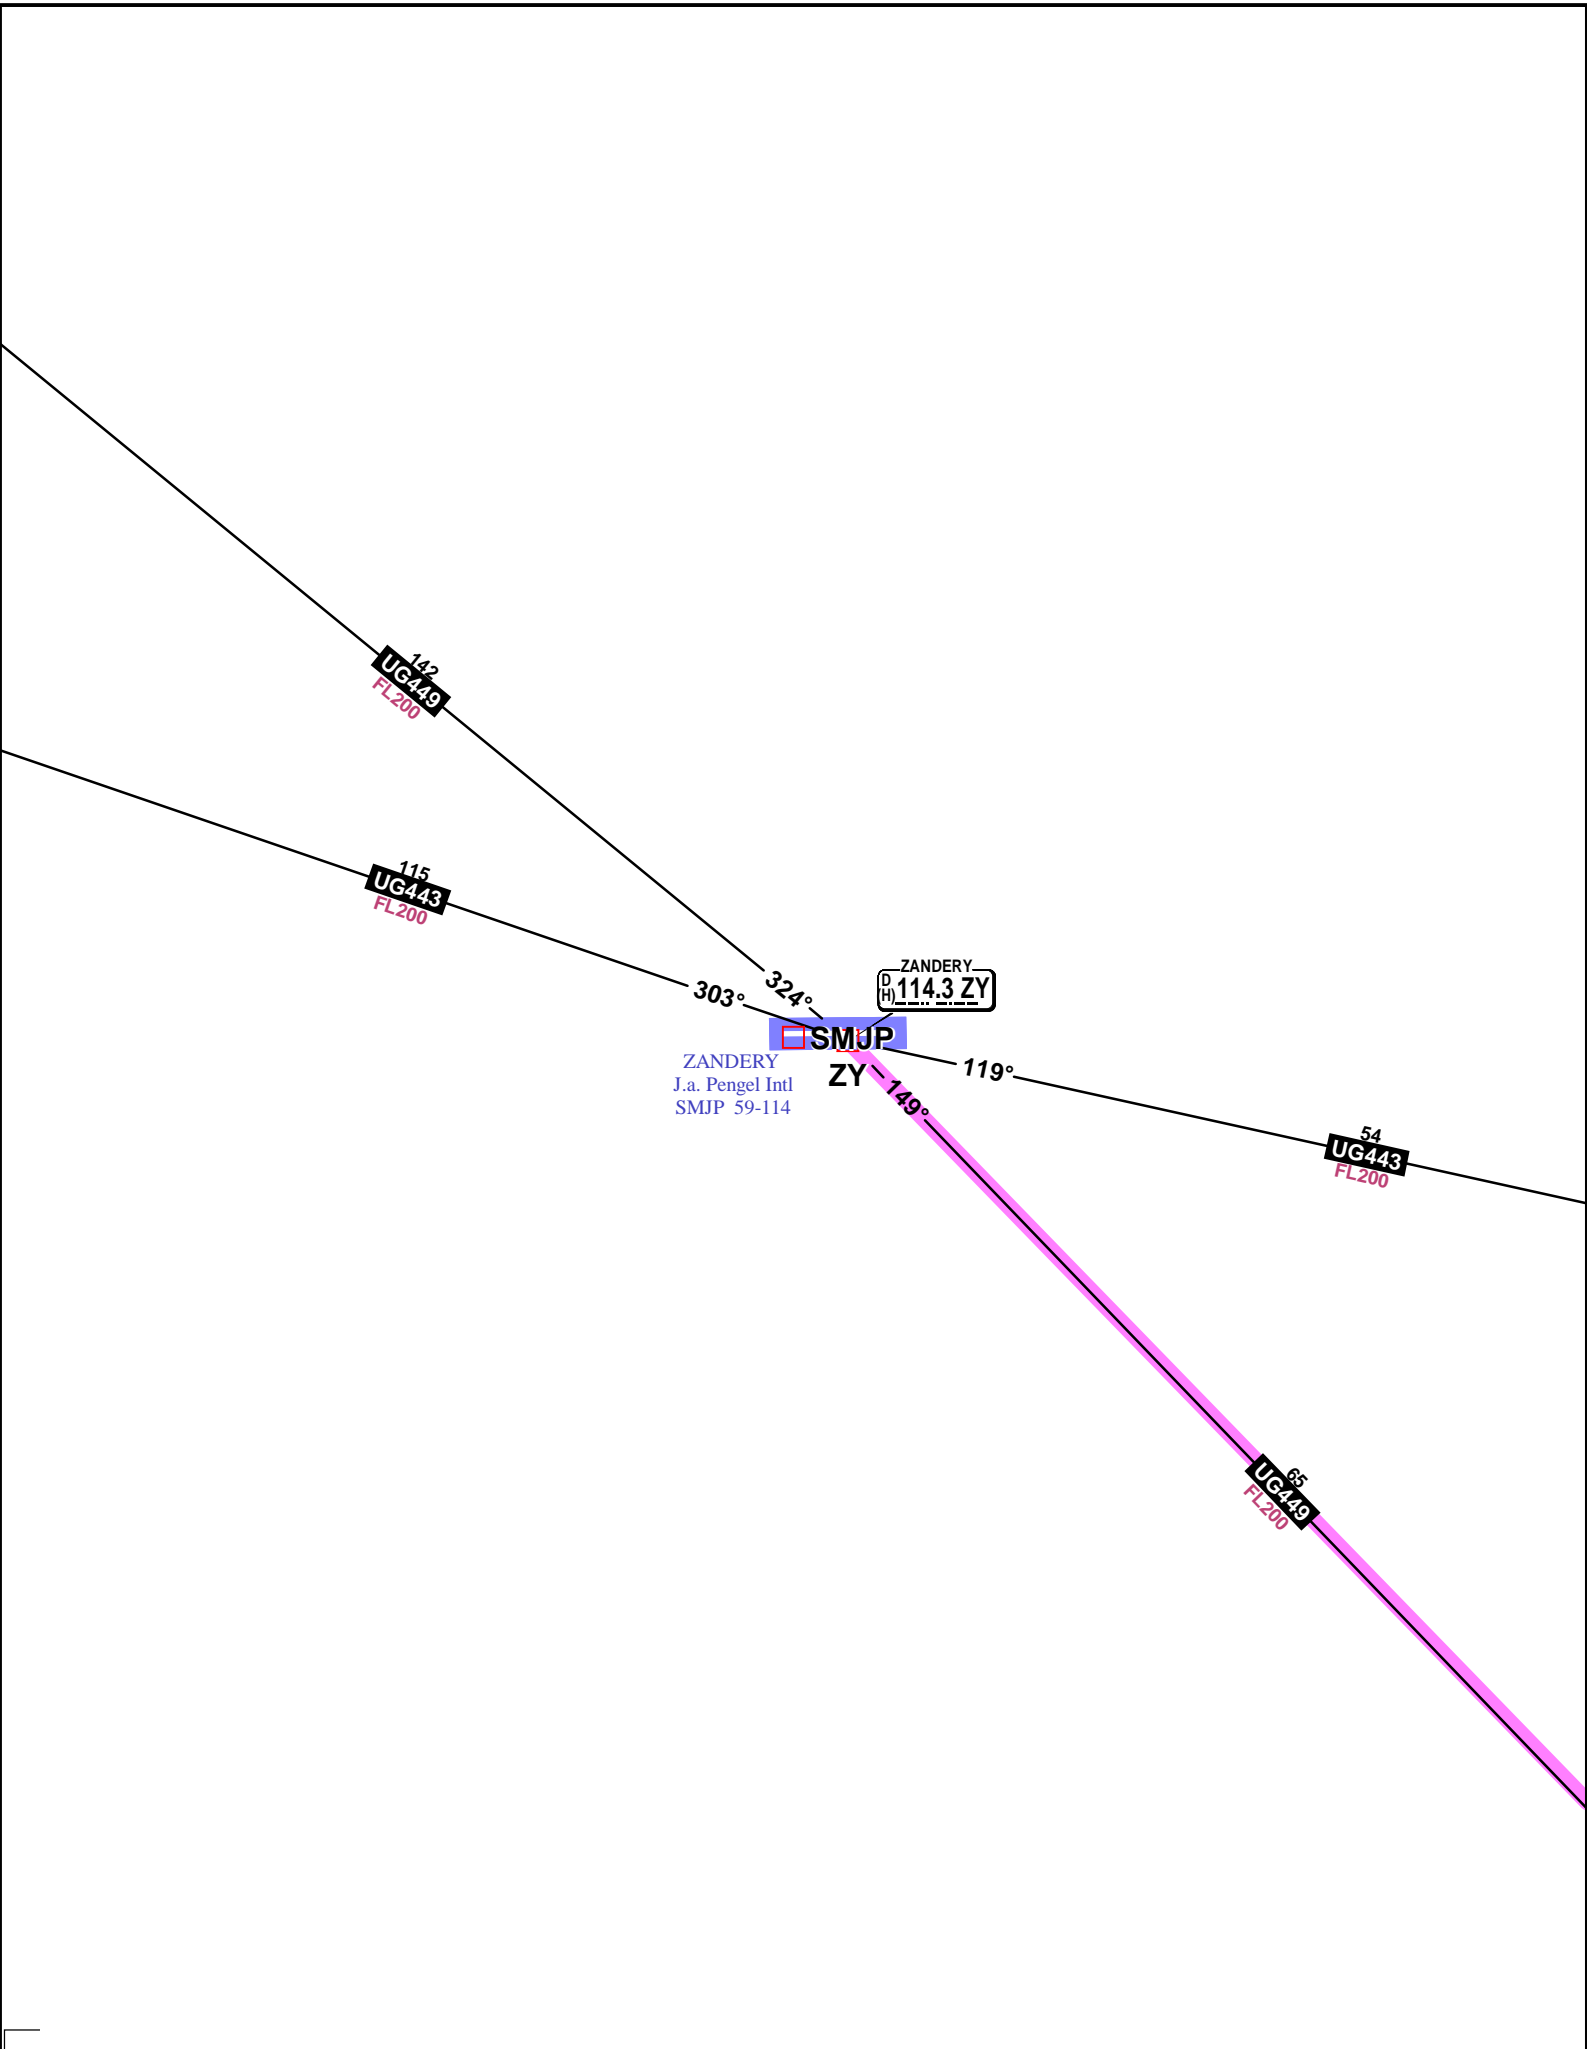 142
UG449
FL200
115
UG443
FL200
303°
324°
ZANDERY
D
(H)
114.3 ZY
SMJP
ZANDERY
J.a. Pengel Intl
SMJP 59-114
ZY
149°
119°
54
UG443
FL200
65
UG449
FL200